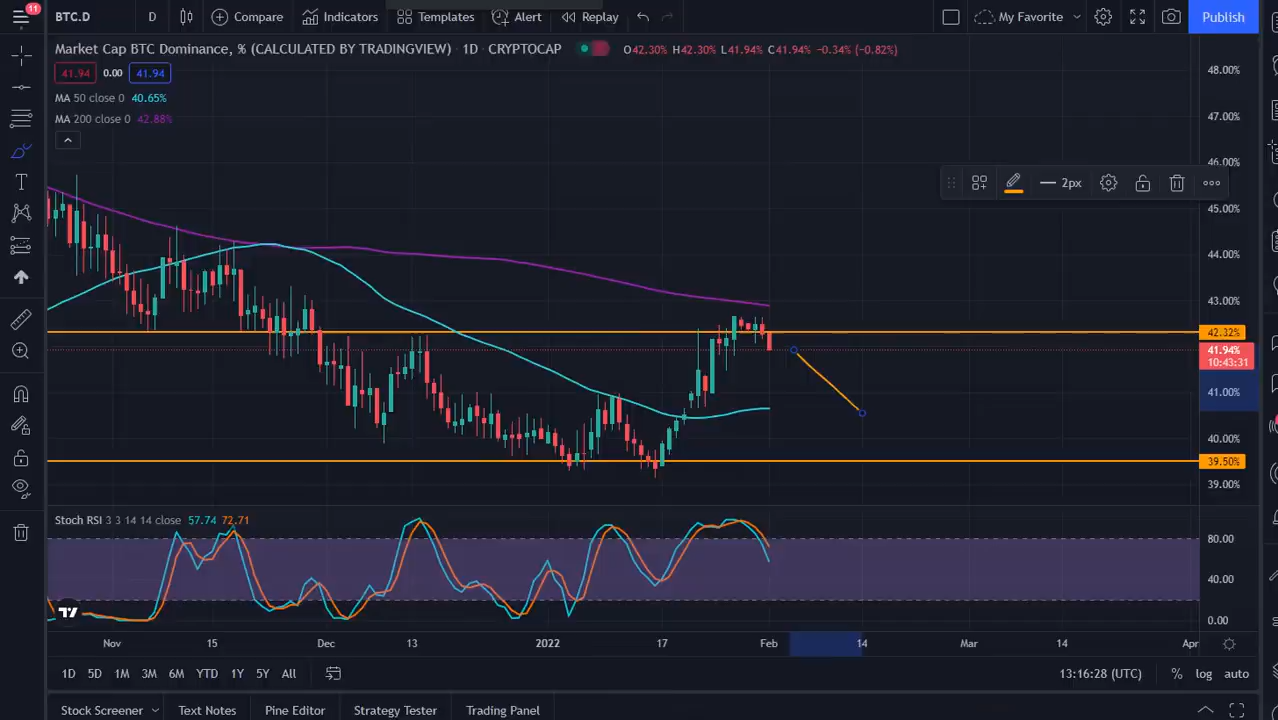 11
BTC.D D Compare Indicators Templates Alert Replay My Favorite Publish
Market Cap BTC Dominance, % (CALCULATED BY TRADINGVIEW) · 1D · CRYPTOCAP O42.30% H42.30% L41.94% C41.94% −0.34 (−0.82%)
41.94 0.00 41.94
MA 50 close 0 40.65%
MA 200 close 0 42.88%
2px
48.00%
47.00%
46.00%
45.00%
44.00%
43.00%
42.32%
41.94%
10:43:31
41.00%
40.00%
39.50%
39.00%
Stoch RSI 3 3 14 14 close 57.74 72.71
80.00
40.00
0.00
Nov 15 Dec 13 2022 17 Feb 14 Mar 14 Apr
1D 5D 1M 3M 6M YTD 1Y 5Y All 13:16:28 (UTC) % log auto
Stock Screener Text Notes Pine Editor Strategy Tester Trading Panel